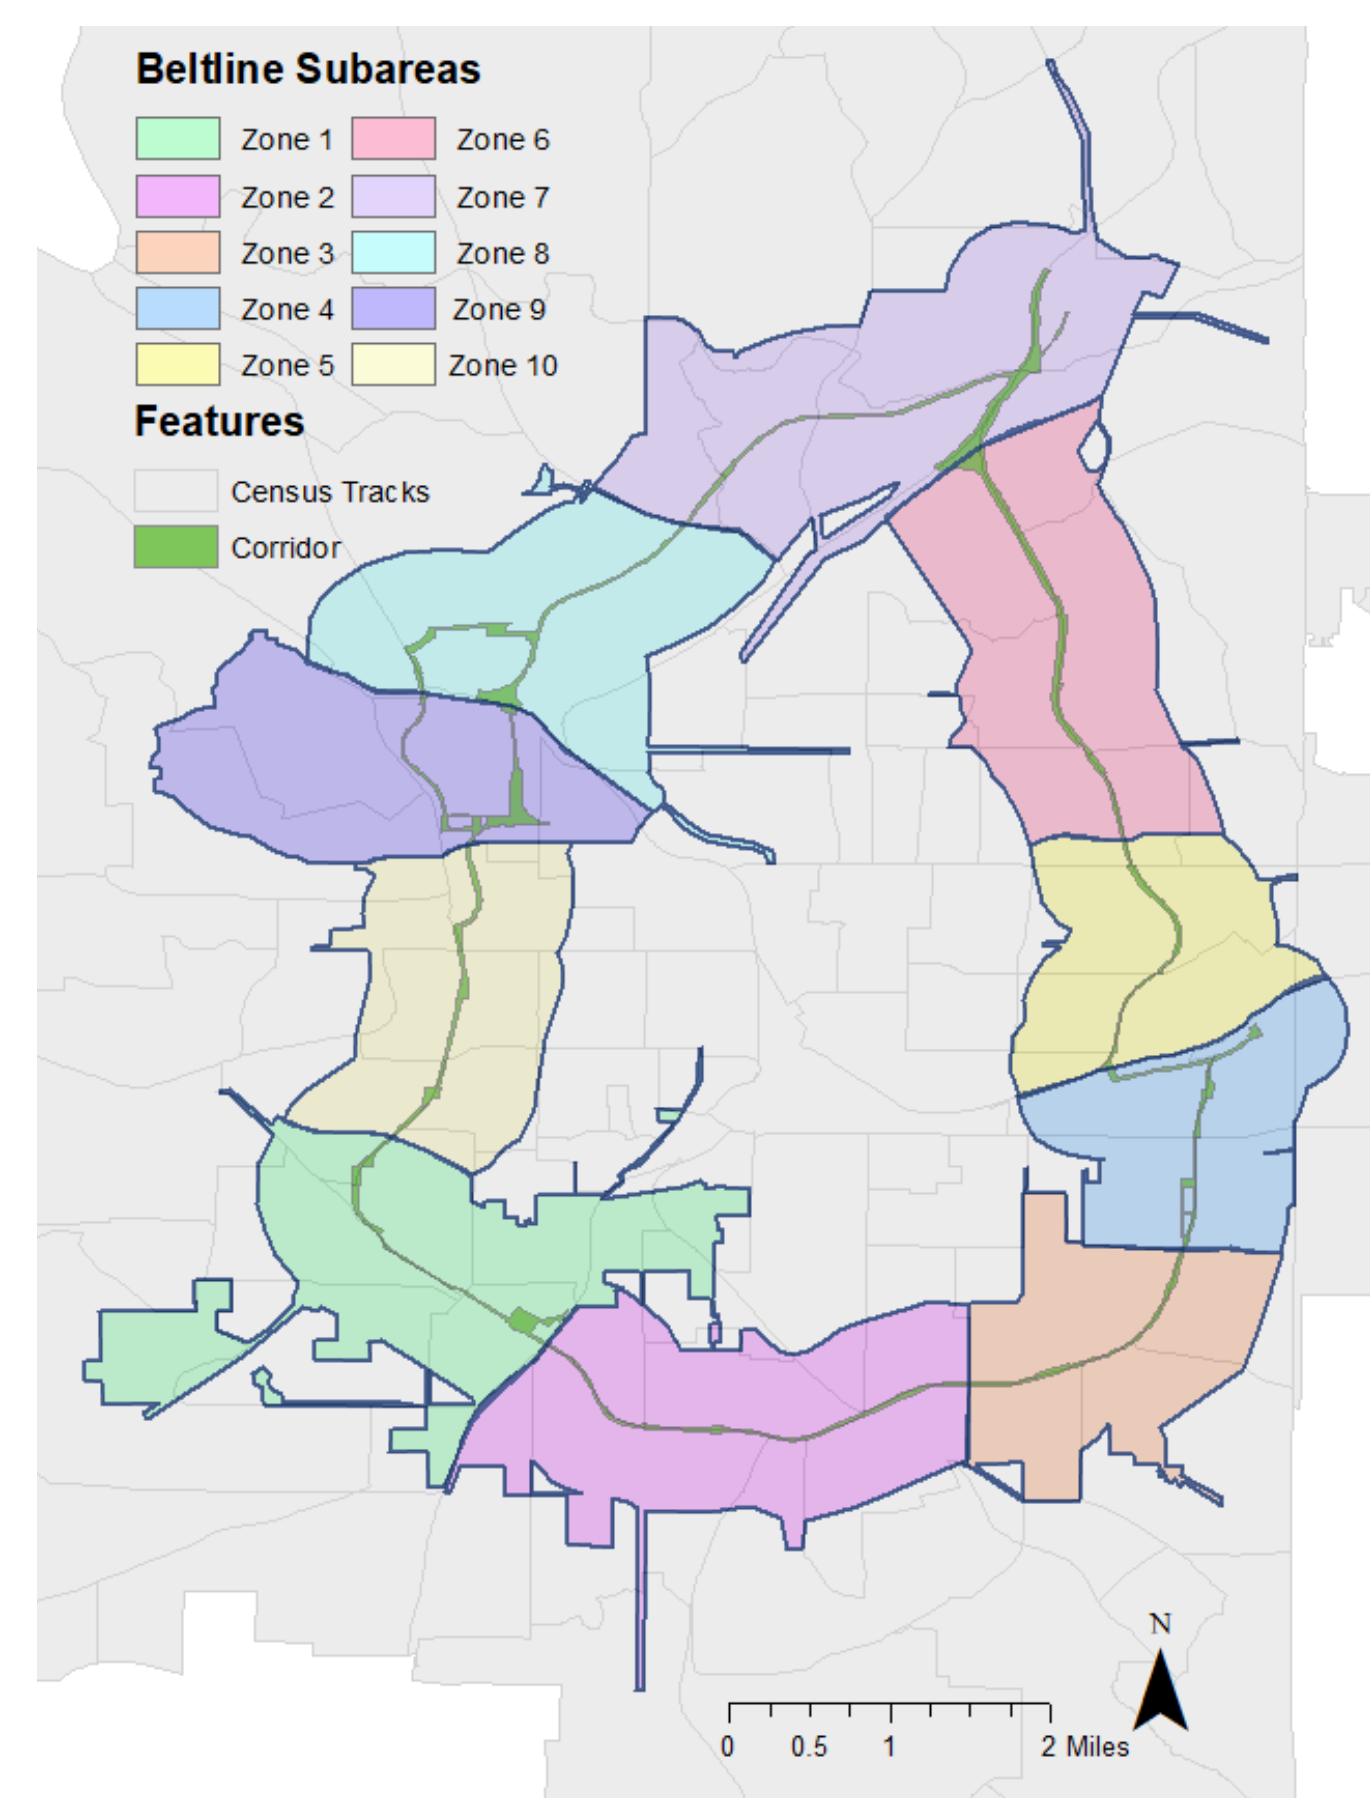 Beltline Subareas
Zone 1 Zone 6
Zone 2 Zone 7
Zone 3 Zone 8
Zone 4 Zone 9
Zone 5 Zone 10
Features
Census Tracks
Corridor
N
0 0.5 1 2 Miles